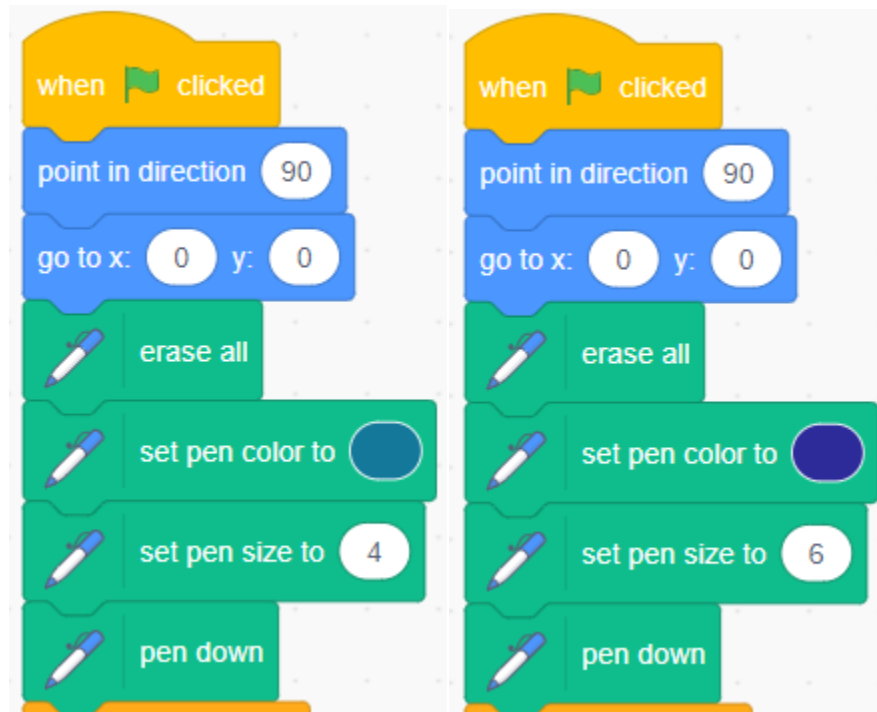 when clicked
point in direction 90
go to x: 0 y: 0
erase all
set pen color to
set pen size to 4
pen down
when clicked
point in direction 90
go to x: 0 y: 0
erase all
set pen color to
set pen size to 6
pen down